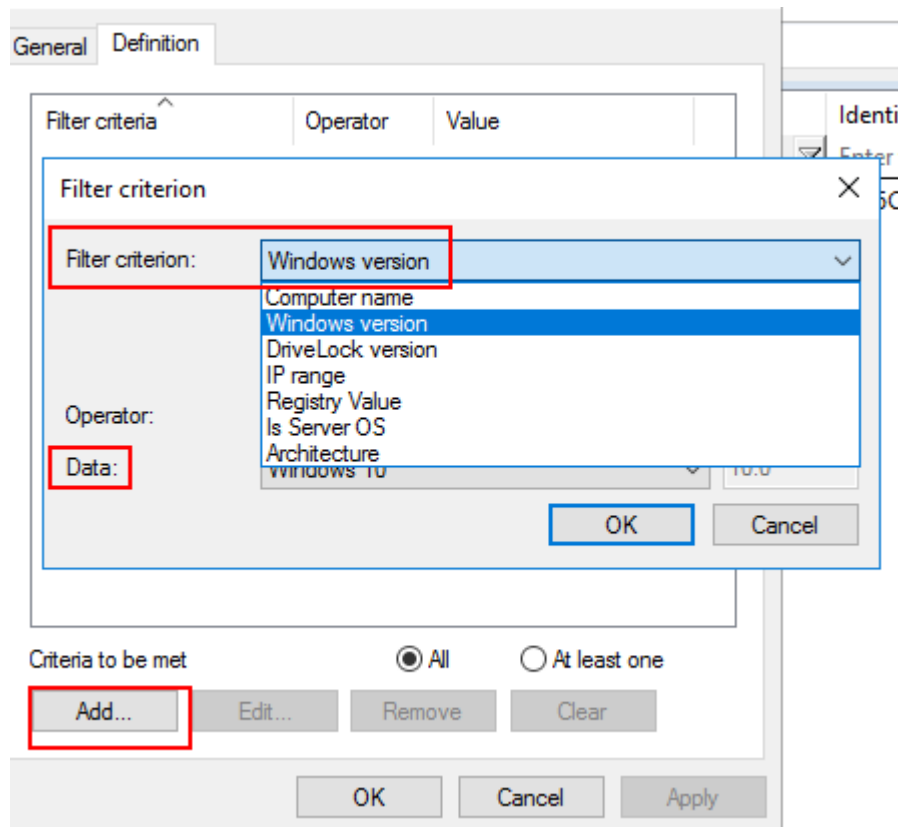 General Definition
Filter criteria Operator Value
Identi
Enter
Filter criterion
Filter criterion: Windows version
Computer name
Windows version
DriveLock version
IP range
Registry Value
Is Server OS
Operator:
Architecture
Data: Windows 10 10.0
OK Cancel
Criteria to be met All At least one
Add... Edit... Remove Clear
OK Cancel Apply